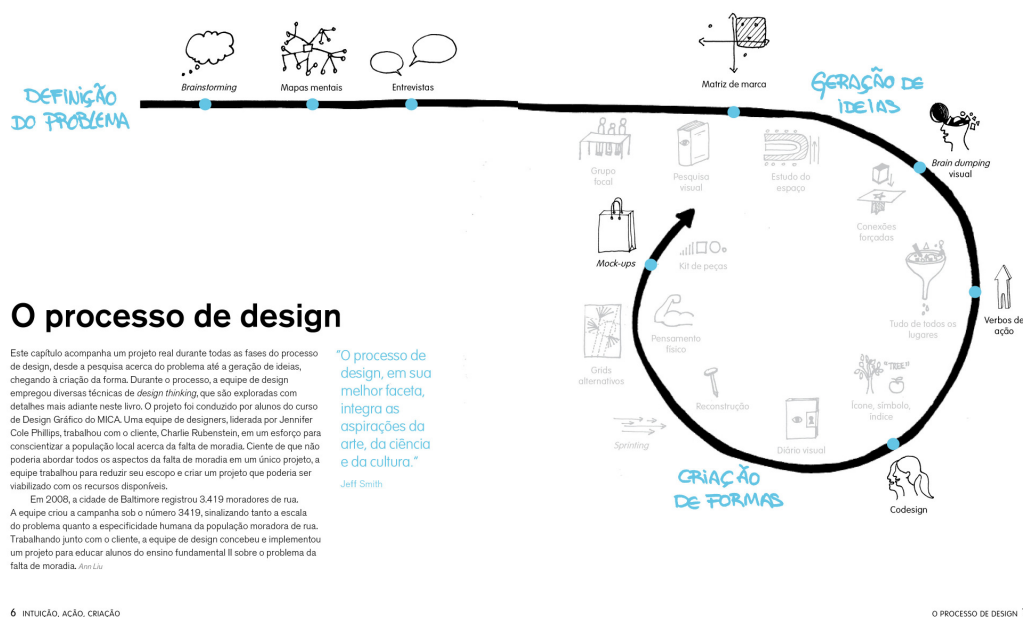 DEFINIÇÃO
DO PROBLEMA
Brainstorming
Mapas mentais
Entrevistas
Matriz de marca
GERAÇÃO DE
IDEIAS
Brain dumping
visual
Grupo
focal
Pesquisa
visual
Estudo do
espaço
Conexões
forçadas
Mock-ups
Kit de peças
Tudo de todos os
lugares
Verbos de
ação
Pensamento
físico
Grids
alternativos
"TREE"
Ícone, símbolo,
índice
Reconstrução
Sprinting
Diário visual
CRIAÇÃO
DE FORMAS
Codesign
O processo de design
Este capítulo acompanha um projeto real durante todas as fases do processo
de design, desde a pesquisa acerca do problema até a geração de ideias,
chegando à criação da forma. Durante o processo, a equipe de design
empregou diversas técnicas de design thinking, que são exploradas com
detalhes mais adiante neste livro. O projeto foi conduzido por alunos do curso
de Design Gráfico do MICA. Uma equipe de designers, liderada por Jennifer
Cole Phillips, trabalhou com o cliente, Charlie Rubenstein, em um esforço para
conscientizar a população local acerca da falta de moradia. Ciente de que não
poderia abordar todos os aspectos da falta de moradia em um único projeto, a
equipe trabalhou para reduzir seu escopo e criar um projeto que poderia ser
viabilizado com os recursos disponíveis.
Em 2008, a cidade de Baltimore registrou 3.419 moradores de rua.
A equipe criou a campanha sob o número 3419, sinalizando tanto a escala
do problema quanto a especificidade humana da população moradora de rua.
Trabalhando junto com o cliente, a equipe de design concebeu e implementou
um projeto para educar alunos do ensino fundamental II sobre o problema da
falta de moradia. Ann Liu
"O processo de
design, em sua
melhor faceta,
integra as
aspirações da
arte, da ciência
e da cultura."
Jeff Smith
6 INTUIÇÃO, AÇÃO, CRIAÇÃO
O PROCESSO DE DESIGN